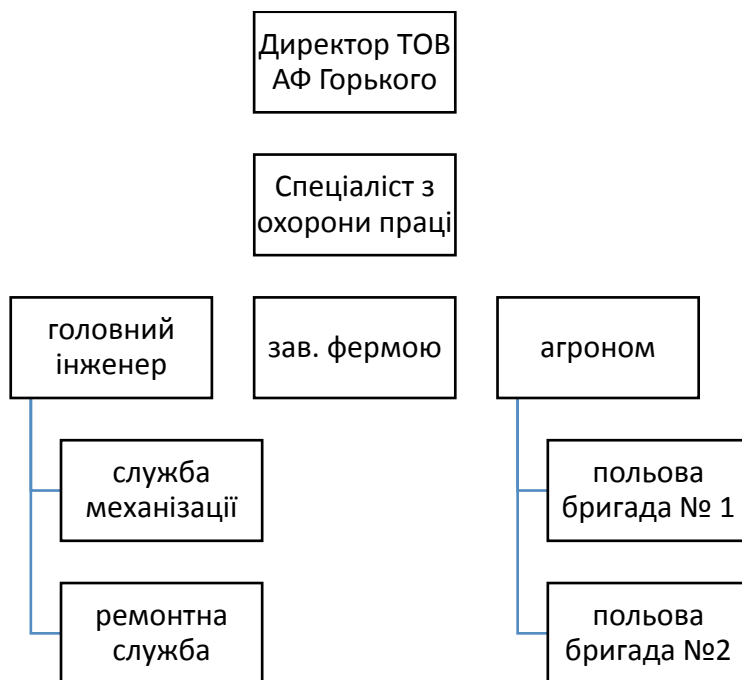 Директор ТОВ
АФ Горького
Спеціаліст з
охорони праці
головний
інженер
зав. фермою
агроном
служба
механізації
польова
бригада № 1
ремонтна
служба
польова
бригада №2